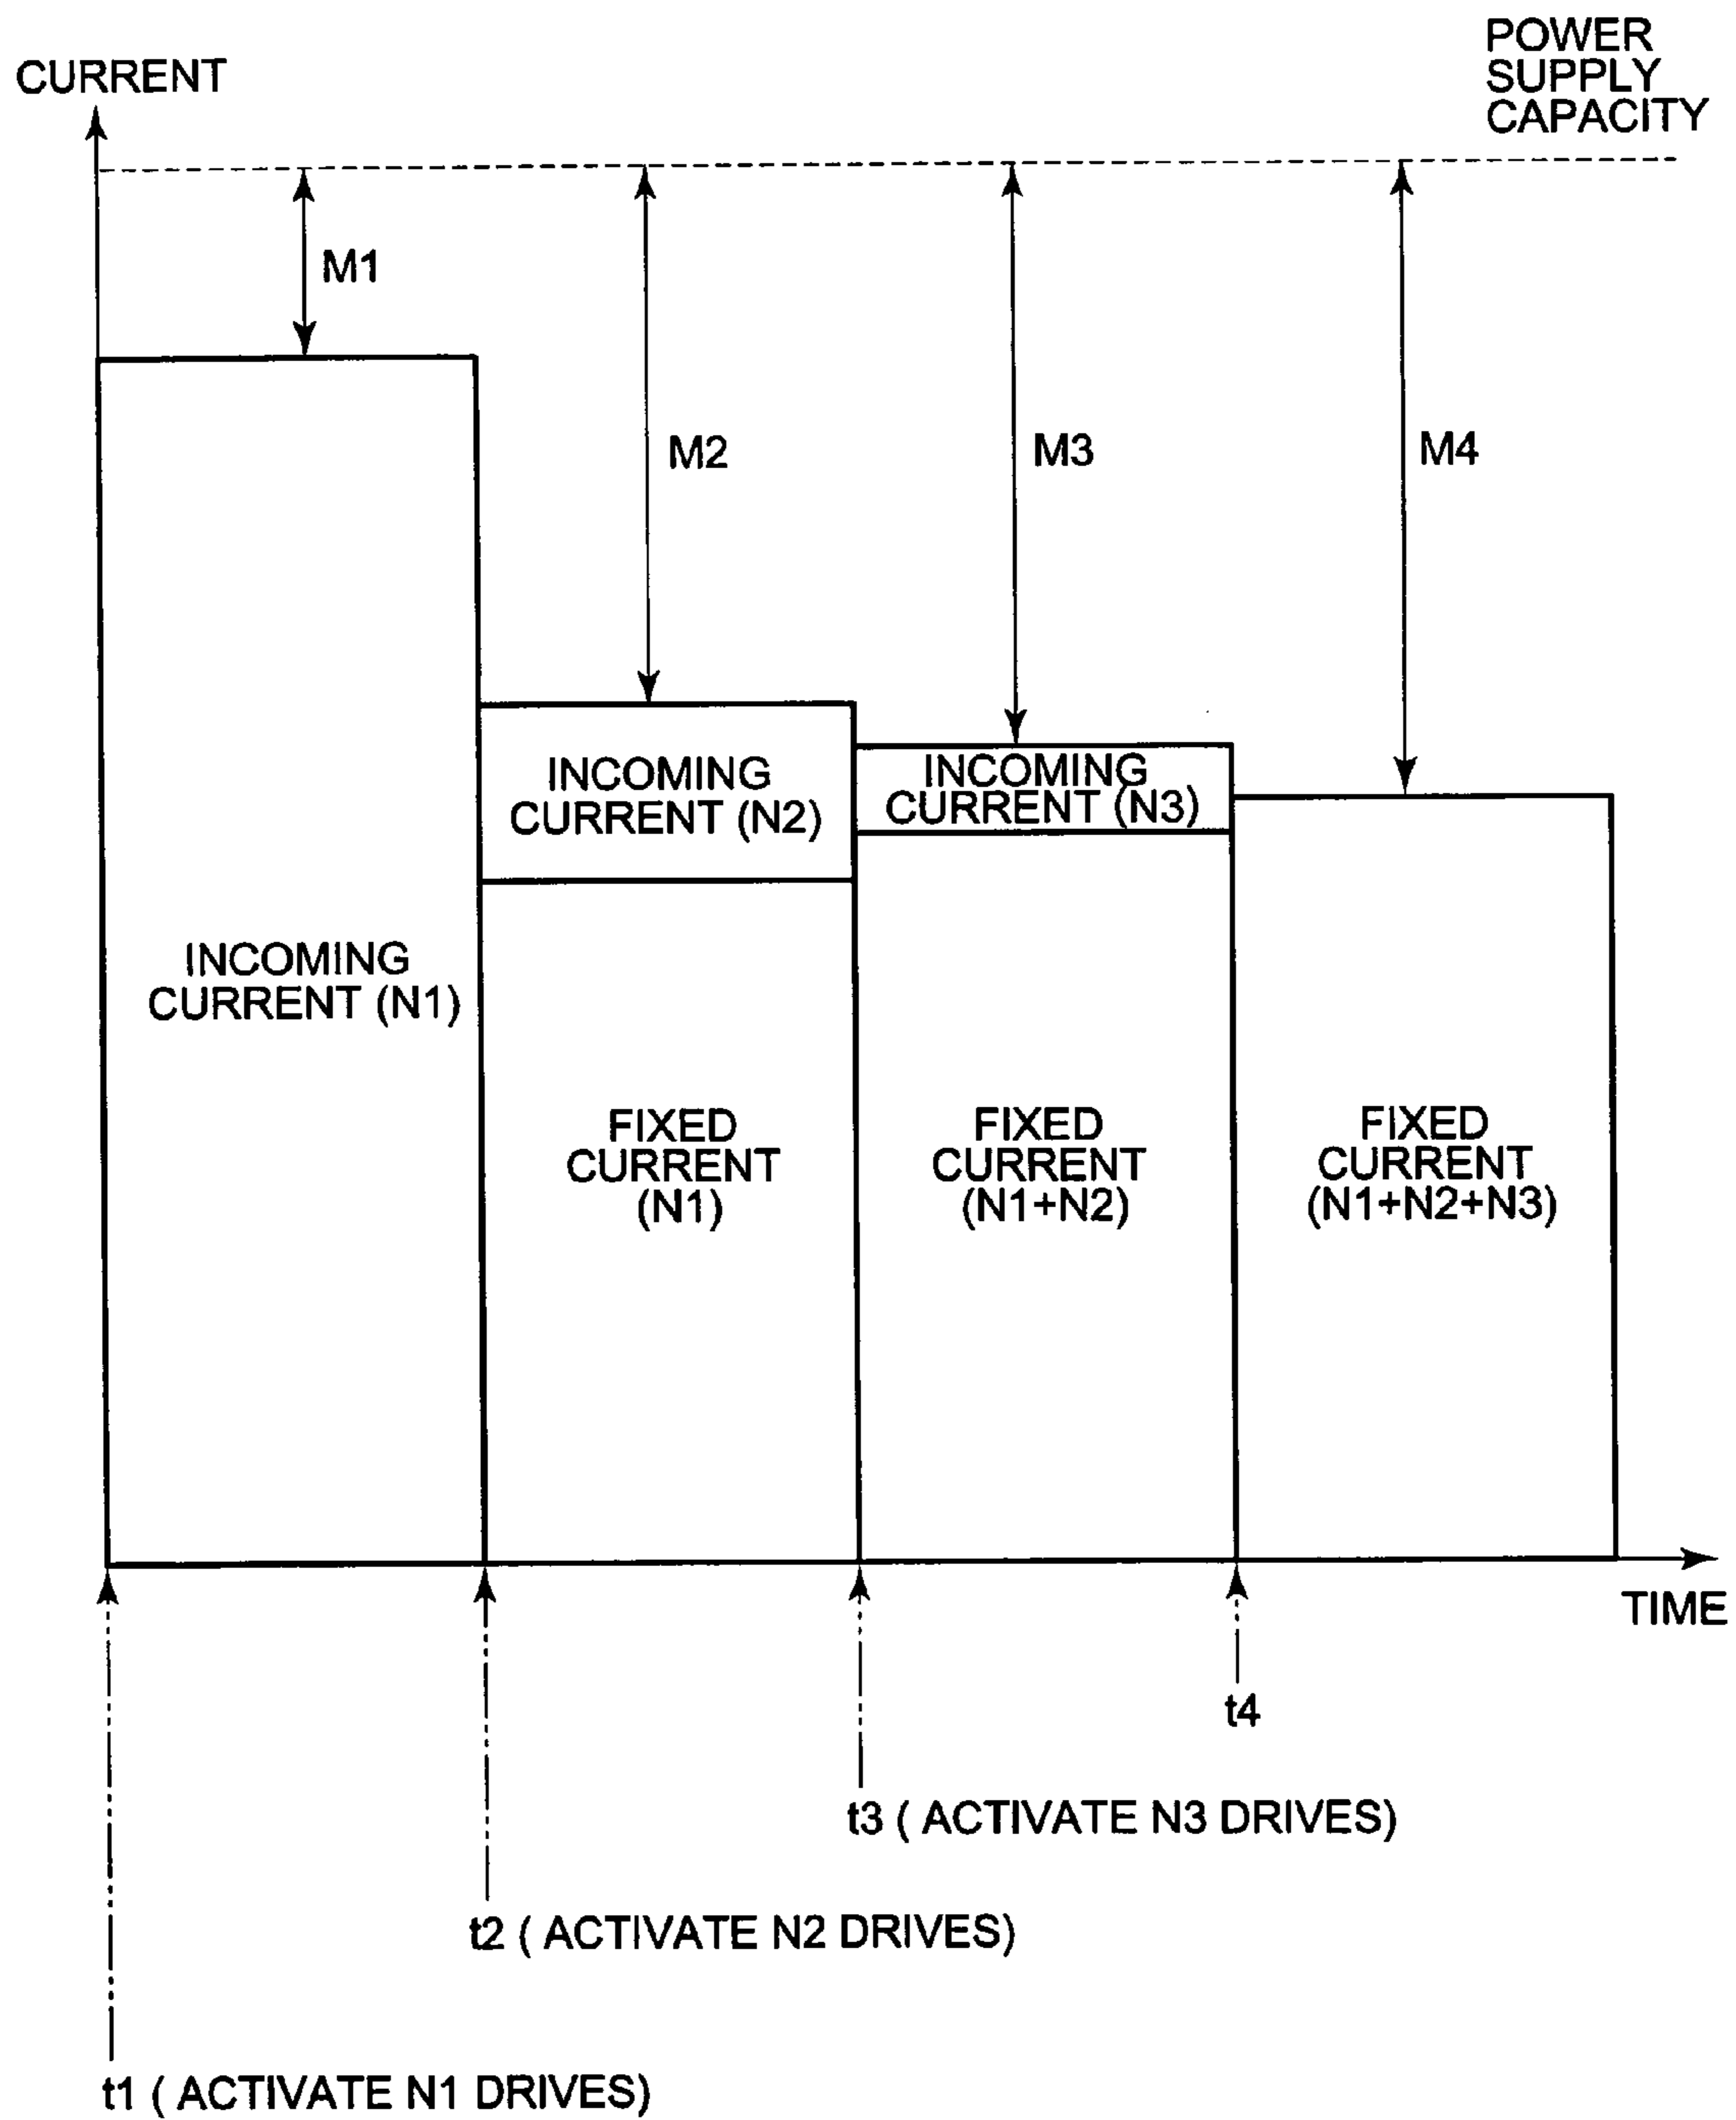 POWER
SUPPLY
CAPACITY
CURRENT
M1
M2
M3
M4
INCOMING
CURRENT (N1)
INCOMING
CURRENT (N2)
INCOMING
CURRENT (N3)
FIXED
CURRENT
(N1)
FIXED
CURRENT
(N1+N2)
FIXED
CURRENT
(N1+N2+N3)
TIME
t4
t3 ( ACTIVATE N3 DRIVES)
t2 ( ACTIVATE N2 DRIVES)
t1 ( ACTIVATE N1 DRIVES)